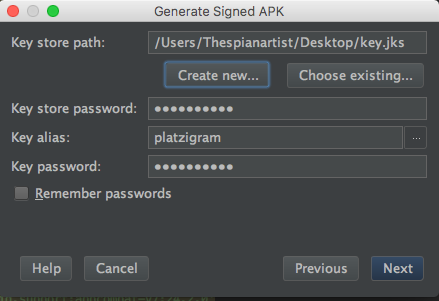 Generate Signed APK
Key store path: /Users/Thespianartist/Desktop/key.jks
Create new... Choose existing...
Key store password: ••••••••••
Key alias: platzigram ...
Key password: ••••••••••
Remember passwords
Help Cancel Previous Next